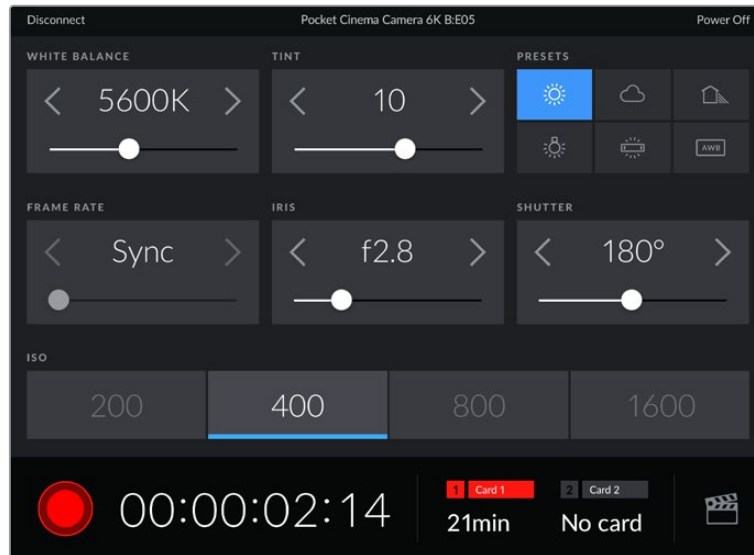 Disconnect Pocket Cinema Camera 6K B:E05 Power Off
WHITE BALANCE TINT PRESETS
5600K 10
AWB
FRAME RATE IRIS SHUTTER
Sync f2.8 180°
ISO
200 400 800 1600
1 Card 1 2 Card 2
00:00:02:14 21min No card